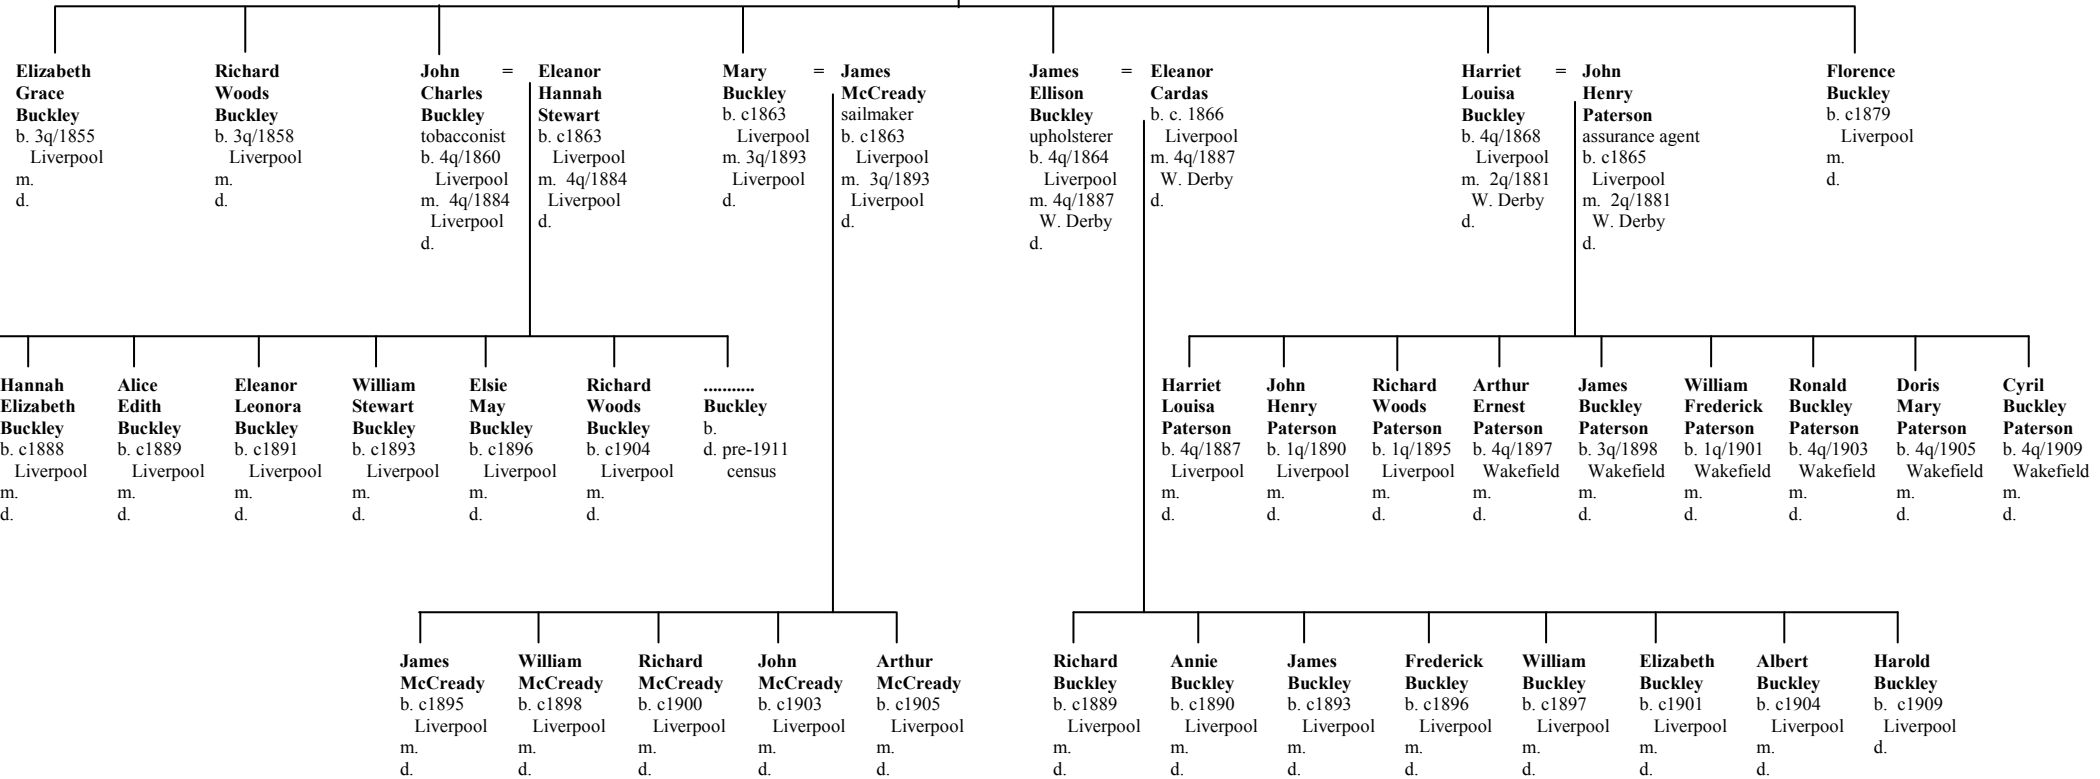 Elizabeth
Grace
Buckley
b. 3q/1855
Liverpool
m.
d.
Richard
Woods
Buckley
b. 3q/1858
Liverpool
m.
d.
John =
Charles
Buckley
tobacconist
b. 4q/1860
Liverpool
m. 4q/1884
Liverpool
d.
Eleanor
Hannah
Stewart
b. c1863
Liverpool
m. 4q/1884
Liverpool
d.
Mary =
Buckley
b. c1863
Liverpool
m. 3q/1893
Liverpool
d.
James
McCready
sailmaker
b. c1863
Liverpool
m. 3q/1893
Liverpool
d.
James =
Ellison
Buckley
upholsterer
b. 4q/1864
Liverpool
m. 4q/1887
W. Derby
d.
Eleanor
Cardas
b. c. 1866
Liverpool
m. 4q/1887
W. Derby
d.
Harriet =
Louisa
Buckley
b. 4q/1868
Liverpool
m. 2q/1881
W. Derby
d.
John
Henry
Paterson
assurance agent
b. c1865
Liverpool
m. 2q/1881
W. Derby
d.
Florence
Buckley
b. c1879
Liverpool
m.
d.
Hannah
Elizabeth
Buckley
b. c1888
Liverpool
m.
d.
Alice
Edith
Buckley
b. c1889
Liverpool
m.
d.
Eleanor
Leonora
Buckley
b. c1891
Liverpool
m.
d.
William
Stewart
Buckley
b. c1893
Liverpool
m.
d.
Elsie
May
Buckley
b. c1896
Liverpool
m.
d.
Richard
Woods
Buckley
b. c1904
Liverpool
m.
d.
...........
Buckley
b.
d. pre-1911
census
Harriet
Louisa
Paterson
b. 4q/1887
Liverpool
m.
d.
John
Henry
Paterson
b. 1q/1890
Liverpool
m.
d.
Richard
Woods
Paterson
b. 1q/1895
Liverpool
m.
d.
Arthur
Ernest
Paterson
b. 4q/1897
Wakefield
m.
d.
James
Buckley
Paterson
b. 3q/1898
Wakefield
m.
d.
William
Frederick
Paterson
b. 1q/1901
Wakefield
m.
d.
Ronald
Buckley
Paterson
b. 4q/1903
Wakefield
m.
d.
Doris
Mary
Paterson
b. 4q/1905
Wakefield
m.
d.
Cyril
Buckley
Paterson
b. 4q/1909
Wakefield
m.
d.
James
McCready
b. c1895
Liverpool
m.
d.
William
McCready
b. c1898
Liverpool
m.
d.
Richard
McCready
b. c1900
Liverpool
m.
d.
John
McCready
b. c1903
Liverpool
m.
d.
Arthur
McCready
b. c1905
Liverpool
m.
d.
Richard
Buckley
b. c1889
Liverpool
m.
d.
Annie
Buckley
b. c1890
Liverpool
m.
d.
James
Buckley
b. c1893
Liverpool
m.
d.
Frederick
Buckley
b. c1896
Liverpool
m.
d.
William
Buckley
b. c1897
Liverpool
m.
d.
Elizabeth
Buckley
b. c1901
Liverpool
m.
d.
Albert
Buckley
b. c1904
Liverpool
m.
d.
Harold
Buckley
b. c1909
Liverpool
d.